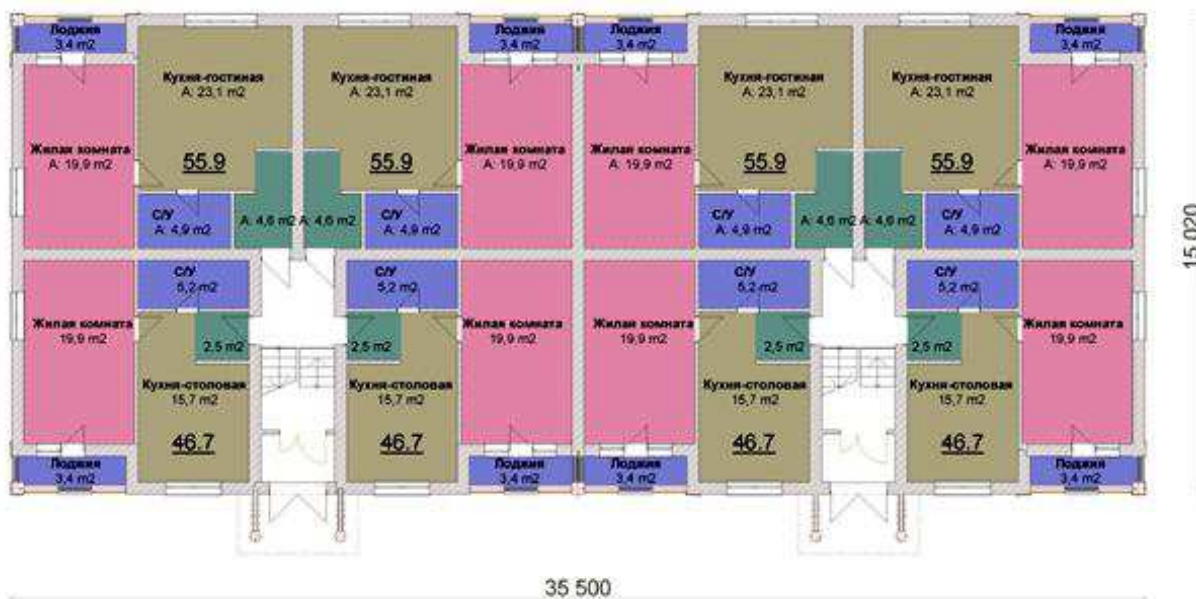 Лоджия
3,4 m2
Лоджия
3,4 m2
Лоджия
3,4 m2
Лоджия
3,4 m2
Кухня-гостиная
A: 23,1 m2
Кухня-гостиная
A: 23,1 m2
Кухня-гостиная
A: 23,1 m2
Кухня-гостиная
A: 23,1 m2
Жилая комната
A: 19,9 m2
Жилая комната
A: 19,9 m2
Жилая комната
A: 19,9 m2
Жилая комната
A: 19,9 m2
55.9
55.9
55.9
55.9
С/У
A: 4,9 m2
A: 4,6 m2
A: 4,6 m2
С/У
A: 4,9 m2
С/У
A: 4,9 m2
A: 4,6 m2
A: 4,6 m2
С/У
A: 4,9 m2
15 020
С/У
5,2 m2
С/У
5,2 m2
С/У
5,2 m2
С/У
5,2 m2
Жилая комната
19,9 m2
Жилая комната
19,9 m2
Жилая комната
19,9 m2
Жилая комната
19,9 m2
2,5 m2
2,5 m2
2,5 m2
2,5 m2
Кухня-столовая
15,7 m2
Кухня-столовая
15,7 m2
Кухня-столовая
15,7 m2
Кухня-столовая
15,7 m2
46.7
46.7
46.7
46.7
Лоджия
3,4 m2
Лоджия
3,4 m2
Лоджия
3,4 m2
Лоджия
3,4 m2
35 500